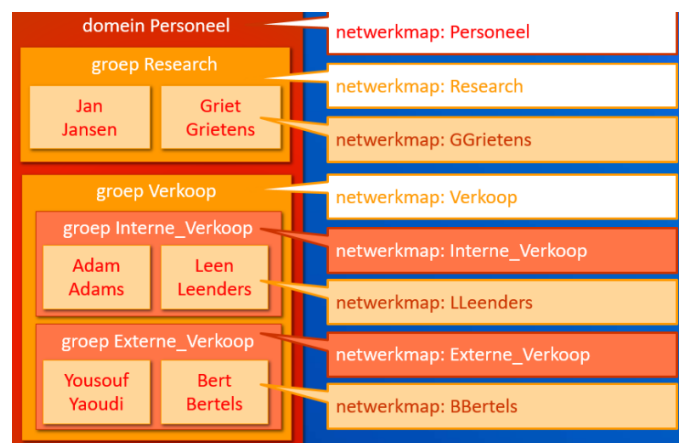 domein Personeel
netwerkmap: Personeel
groep Research
netwerkmap: Research
Jan
Jansen
Griet
Grietens
netwerkmap: GGrietens
groep Verkoop
netwerkmap: Verkoop
groep Interne_Verkoop
netwerkmap: Interne_Verkoop
Adam
Adams
Leen
Leenders
netwerkmap: LLeenders
groep Externe_Verkoop
netwerkmap: Externe_Verkoop
Yousouf
Yaoudi
Bert
Bertels
netwerkmap: BBertels